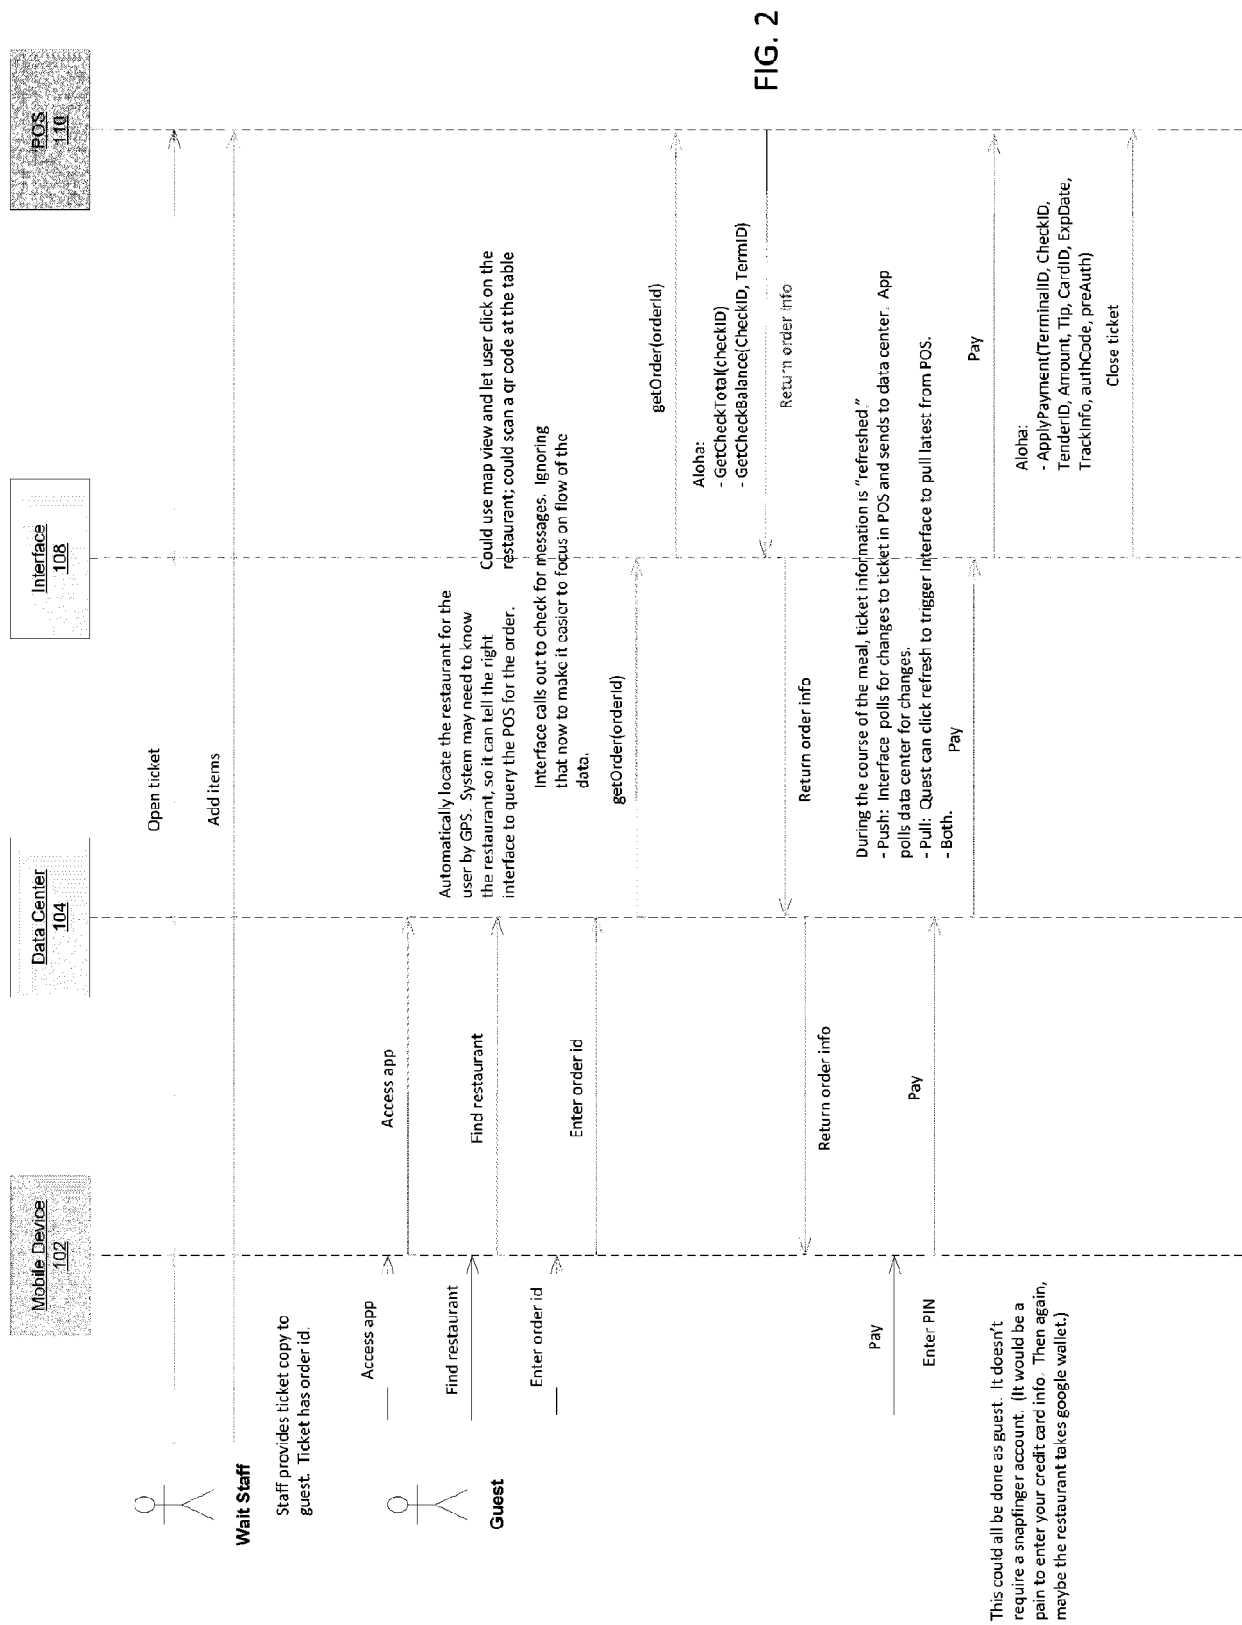 Mobile Device
102
Data Center
104
Interface
108
POS
110
Open ticket
Add items
Wait Staff
Staff provides ticket copy to
guest. Ticket has order id.
Access app
Access app
Guest
Find restaurant
Find restaurant
Automatically locate the restaurant for the
user by GPS. System may need to know
the restaurant, so it can tell the right
interface to query the POS for the order.
Could use map view and let user click on the
restaurant; could scan a qr code at the table
Enter order id
Enter order id
Interface calls out to check for messages. Ignoring
that now to make it easier to focus on flow of the
data.
getOrder(orderId)
getOrder(orderId)
Aloha:
- GetCheckTotal(checkID)
- GetCheckBalance(CheckID, TermID)
Return order info
Return order info
Return order info
During the course of the meal, ticket information is "refreshed."
- Push: Interface polls for changes to ticket in POS and sends to data center. App
polls data center for changes.
- Pull: Quest can click refresh to trigger Interface to pull latest from POS.
- Both.
Pay
Enter PIN
Pay
Pay
Pay
Aloha:
- ApplyPayment(TerminalID, CheckID,
TenderID, Amount, Tip, CardID, ExpDate,
TrackInfo, authCode, preAuth)
Close ticket
This could all be done as guest. It doesn't
require a snapfinger account. (It would be a
pain to enter your credit card info. Then again,
maybe the restaurant takes google wallet.)
FIG. 2